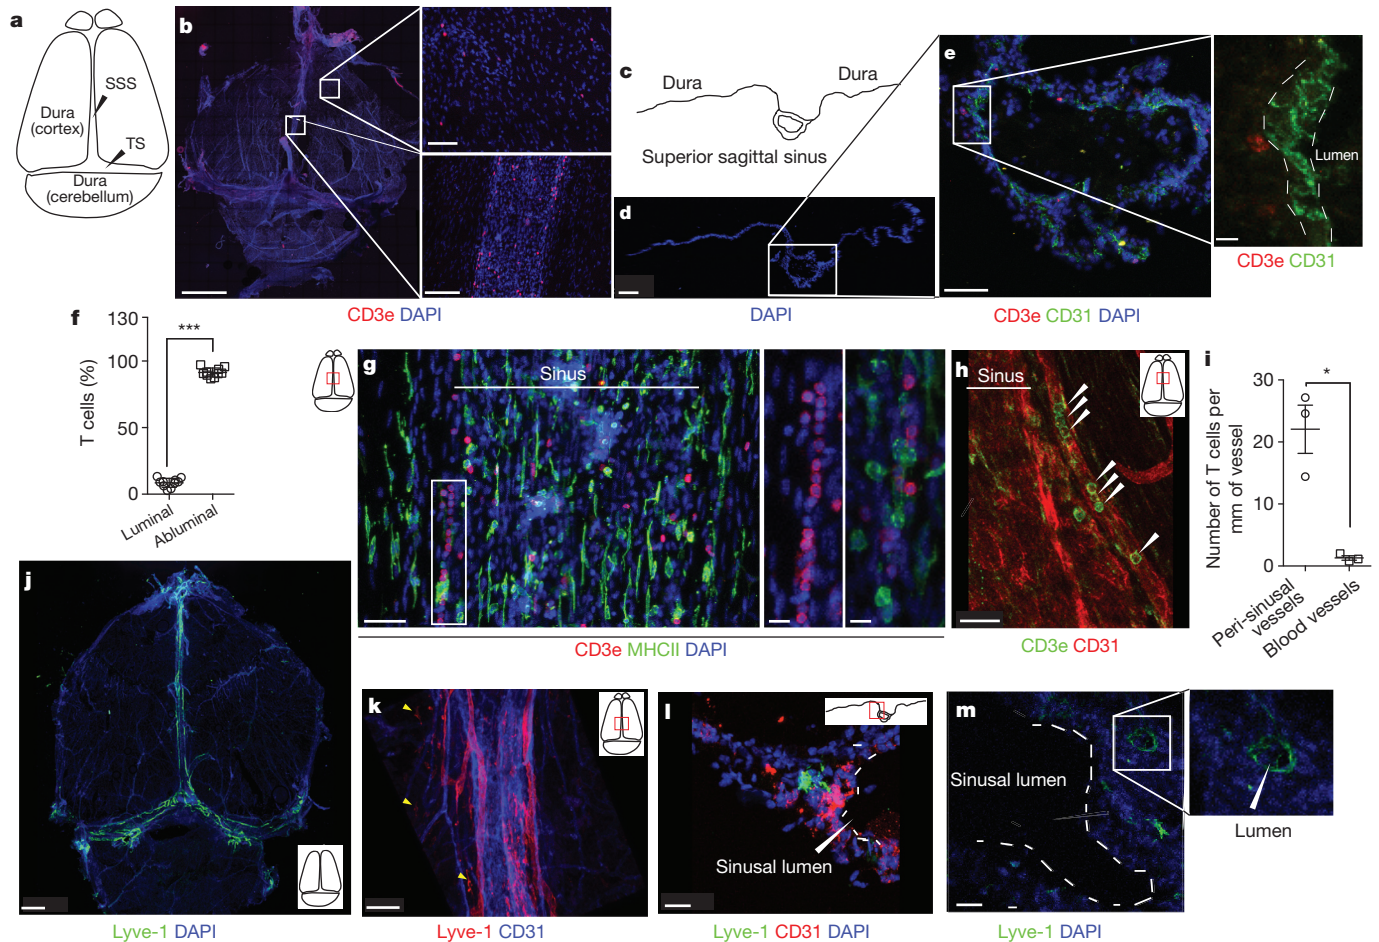 a
SSS
Dura
(cortex)
TS
Dura
(cerebellum)
b
CD3e DAPI
c
Dura
Dura
Superior sagittal sinus
d
DAPI
e
CD3e CD31 DAPI
Lumen
CD3e CD31
f
T cells (%)
130
100
50
0
***
Luminal
Abluminal
g
Sinus
CD3e MHCII DAPI
h
Sinus
CD3e CD31
i
Number of T cells per
mm of vessel
30
20
10
0
*
Peri-sinusal
vessels
Blood vessels
j
Lyve-1 DAPI
k
Lyve-1 CD31
l
Sinusal lumen
Lyve-1 CD31 DAPI
m
Sinusal lumen
Lyve-1 DAPI
Lumen